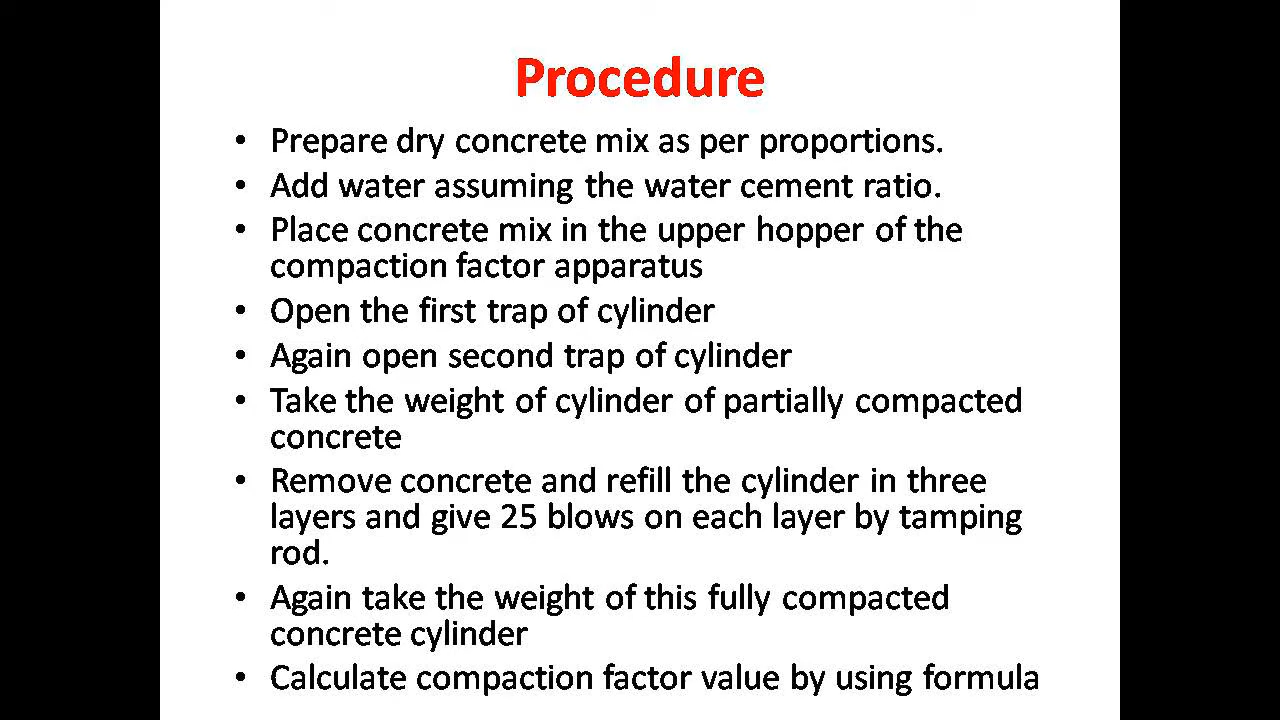 Procedure
• Prepare dry concrete mix as per proportions.
• Add water assuming the water cement ratio.
• Place concrete mix in the upper hopper of the
compaction factor apparatus
• Open the first trap of cylinder
• Again open second trap of cylinder
• Take the weight of cylinder of partially compacted
concrete
• Remove concrete and refill the cylinder in three
layers and give 25 blows on each layer by tamping
rod.
• Again take the weight of this fully compacted
concrete cylinder
• Calculate compaction factor value by using formula